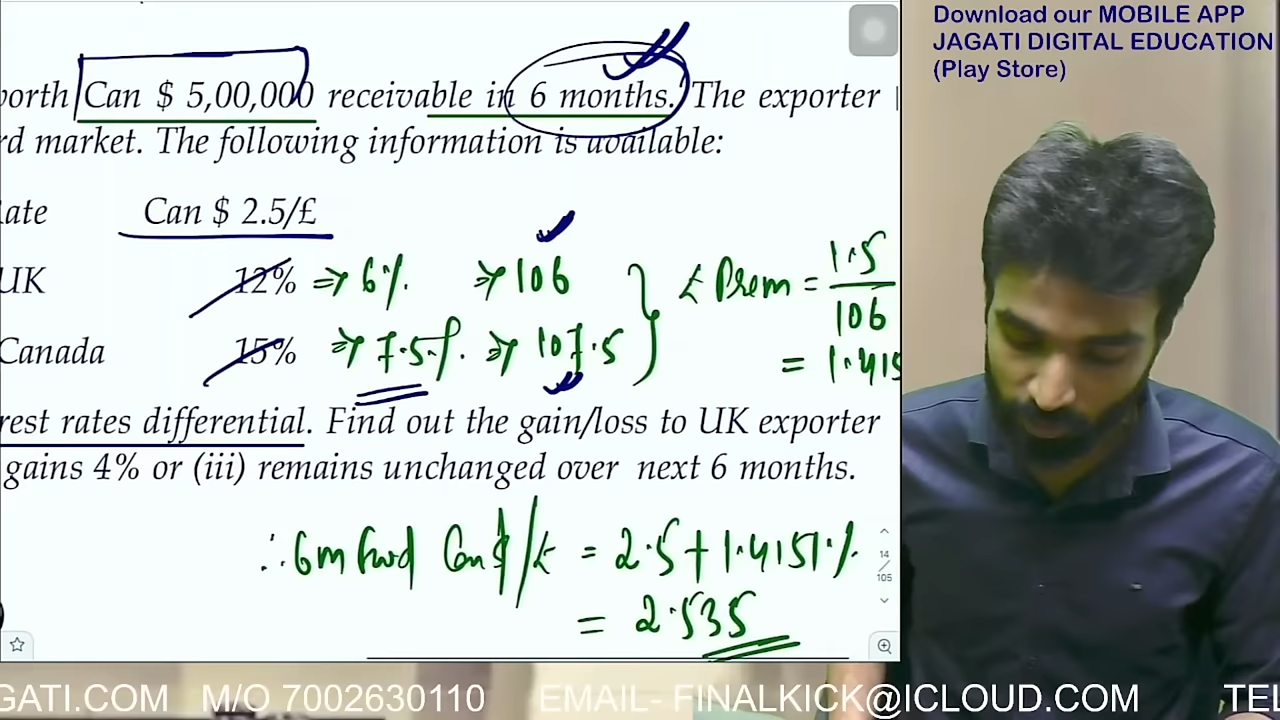 Download our MOBILE APP
JAGATI DIGITAL EDUCATION
(Play Store)
orth Can $ 5,00,000 receivable in 6 months. The exporter
rd market. The following information is available:
ate Can $ 2.5/£
UK 12% ⇒ 6% ⇒ 106
Canada 15% ⇒ 7.5% ⇒ 107.5
£ Prem = 1.5 / 106
= 1.415
rest rates differential. Find out the gain/loss to UK exporter
gains 4% or (iii) remains unchanged over next 6 months.
∴ 6m Fwd Can$/£ = 2.5 + 1.4151%
= 2.535
14
105
GATI.COM M/O 7002630110 EMAIL- FINALKICK@ICLOUD.COM TEL